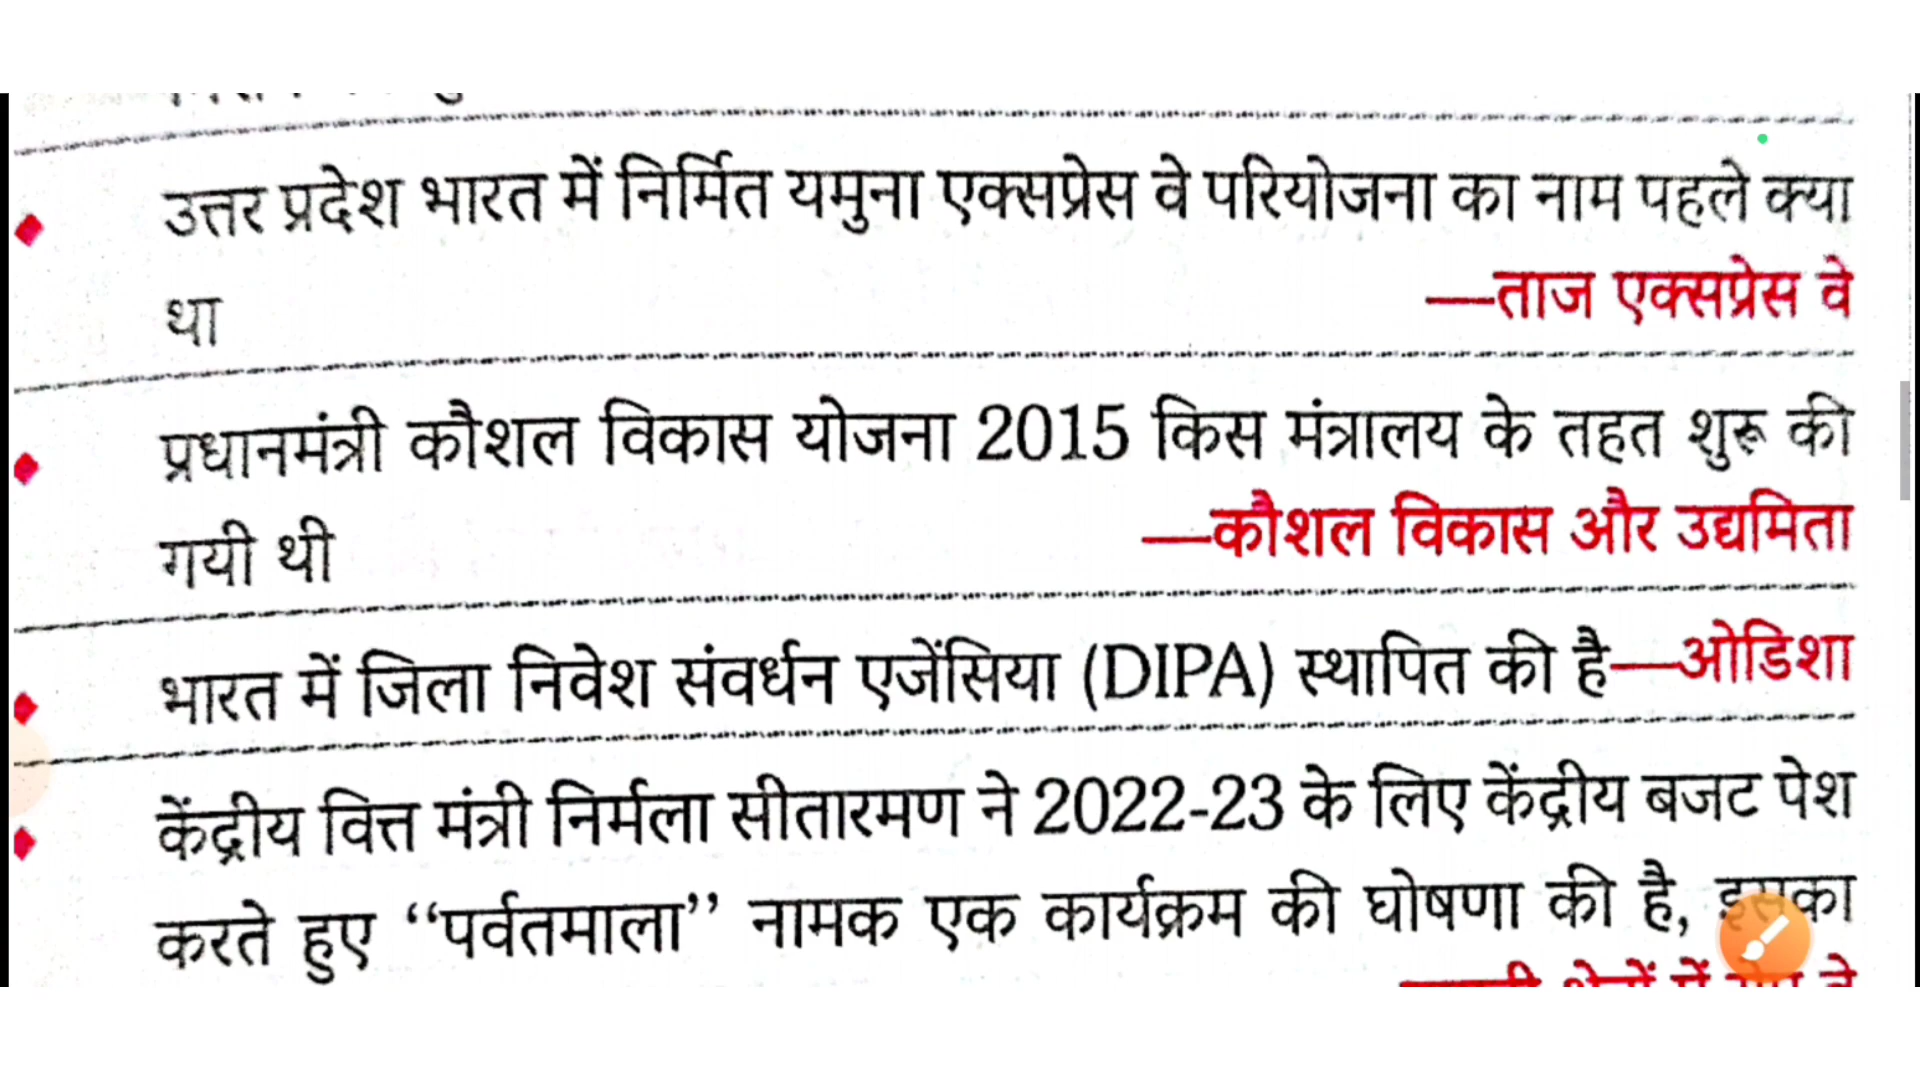 उत्तर प्रदेश भारत में निर्मित यमुना एक्सप्रेस वे परियोजना का नाम पहले क्या
था —ताज एक्सप्रेस वे
प्रधानमंत्री कौशल विकास योजना 2015 किस मंत्रालय के तहत शुरू की
गयी थी —कौशल विकास और उद्यमिता
भारत में जिला निवेश संवर्धन एजेंसिया (DIPA) स्थापित की है—ओडिशा
केंद्रीय वित्त मंत्री निर्मला सीतारमण ने 2022-23 के लिए केंद्रीय बजट पेश
करते हुए “पर्वतमाला” नामक एक कार्यक्रम की घोषणा की है, इसका